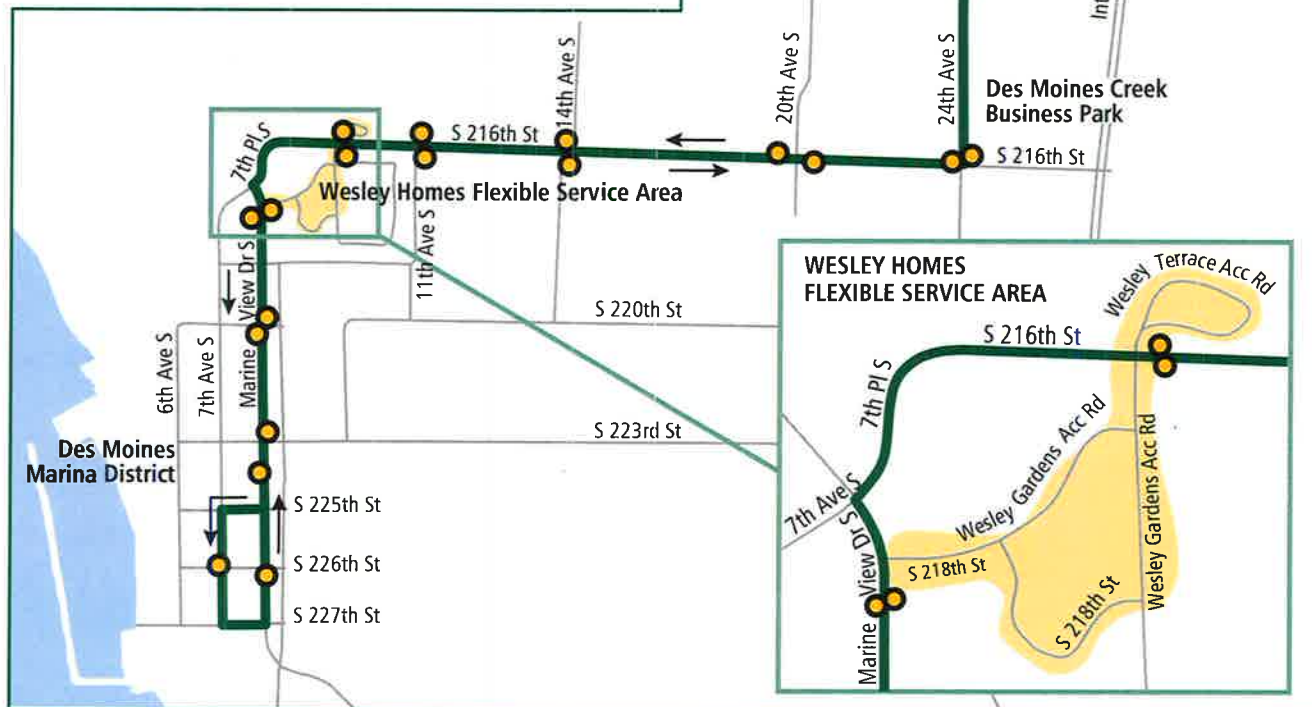 Int
14th Ave S
20th Ave S
24th Ave S
Des Moines Creek
Business Park
7th Pl S
S 216th St
S 216th St
Wesley Homes Flexible Service Area
11th Ave S
Marine View Dr S
S 220th St
6th Ave S
7th Ave S
S 223rd St
Des Moines
Marina District
S 225th St
S 226th St
S 227th St
WESLEY HOMES
FLEXIBLE SERVICE AREA
Wesley Terrace Acc Rd
S 216th St
7th Pl S
Wesley Gardens Acc Rd
7th Ave S
Wesley Gardens Acc Rd
S 218th St
S 218th St
Marine View Dr S